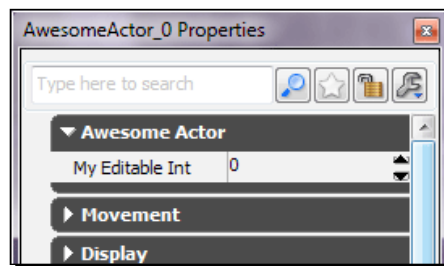 AwesomeActor_0 Properties
Type here to search
Awesome Actor
My Editable Int 0
Movement
Display